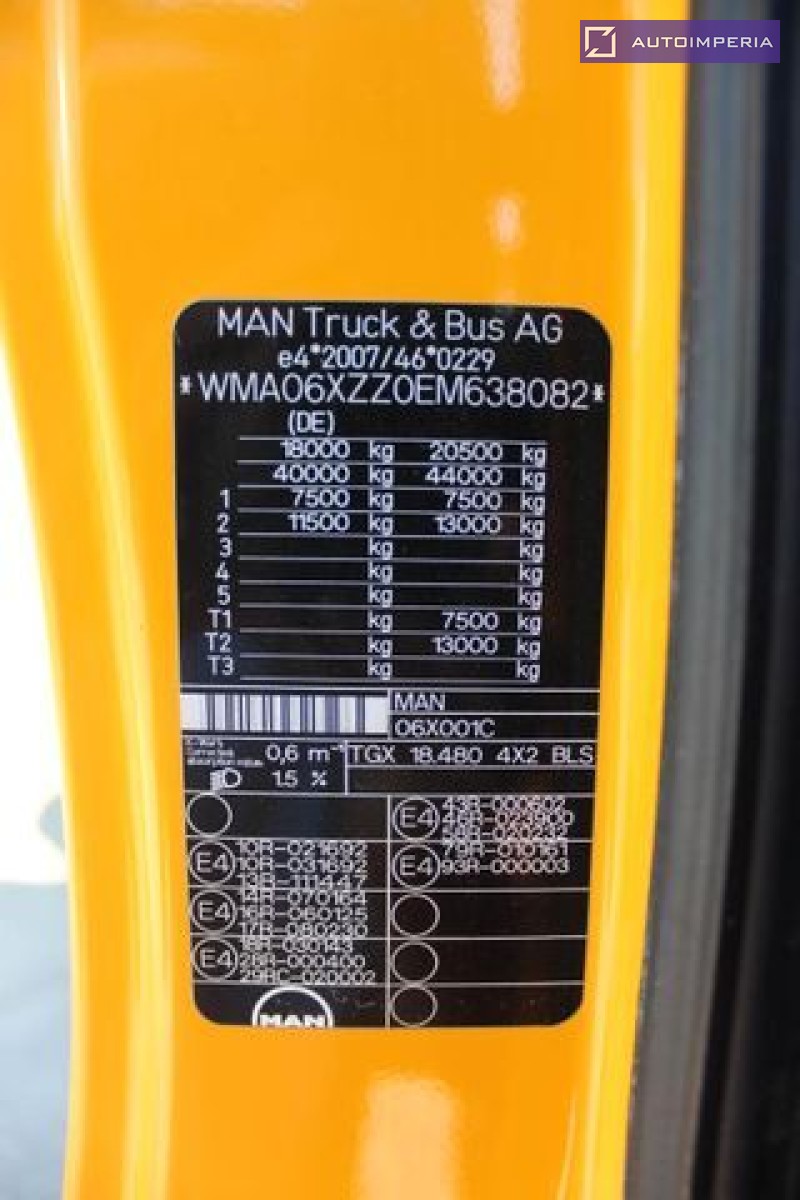 AUTOIMPERIA
MAN Truck & Bus AG
e4*2007/46*0229
*WMA06XZZ0EM638082*
(DE)
18000 kg 20500 kg
40000 kg 44000 kg
1 7500 kg 7500 kg
2 11500 kg 13000 kg
3 kg kg
4 kg kg
5 kg kg
T1 kg 7500 kg
T2 kg 13000 kg
T3 kg kg
MAN
06X001C
0,6 m⁻¹ TGX 18.480 4X2 BLS
1.5 %
E4 43R-000602
46R-023900
58R-020232
E4 10R-021692
10R-031692
E4 79R-010161
93R-000003
E4 14R-070164
16R-060125
17R-080230
E4 18R-030143
28R-000400
29RC-020002
MAN